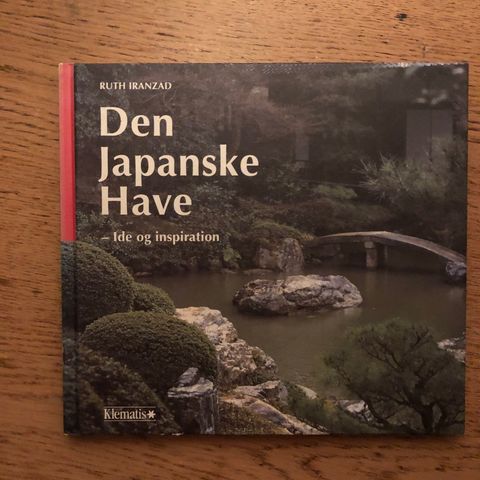 RUTH IRANZAD
Den
Japanske
Have
– Ide og inspiration
Klematis*